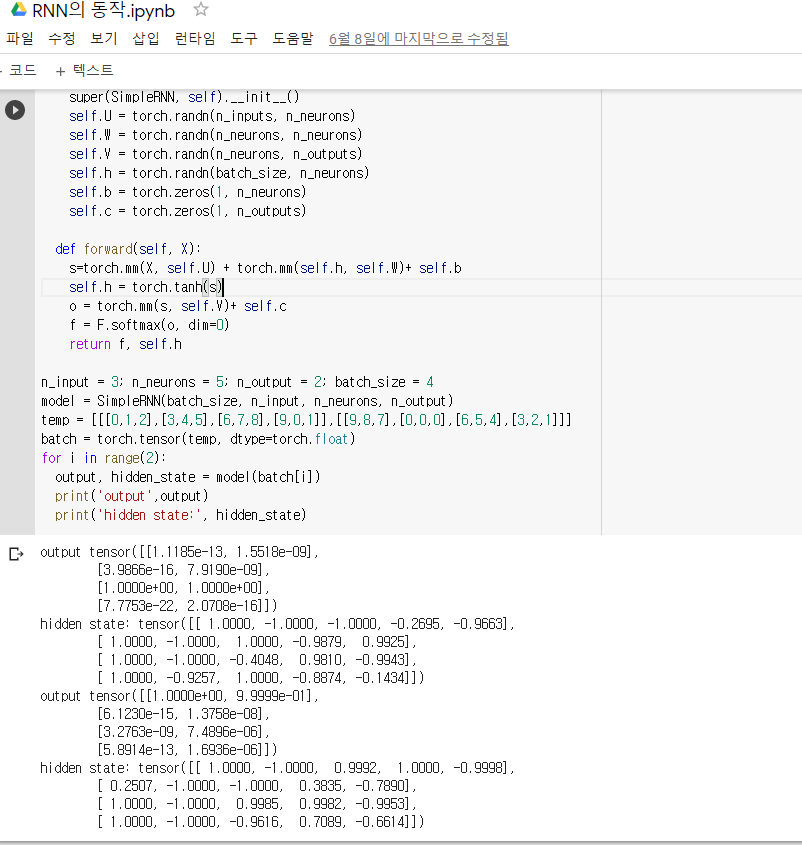 RNN의 동작.ipynb
파일 수정 보기 삽입 런타임 도구 도움말 6월 8일에 마지막으로 수정됨
코드 + 텍스트
super(SimpleRNN, self).__init__()
self.U = torch.randn(n_inputs, n_neurons)
self.W = torch.randn(n_neurons, n_neurons)
self.V = torch.randn(n_neurons, n_outputs)
self.h = torch.randn(batch_size, n_neurons)
self.b = torch.zeros(1, n_neurons)
self.c = torch.zeros(1, n_outputs)
def forward(self, X):
s=torch.mm(X, self.U) + torch.mm(self.h, self.W)+ self.b
self.h = torch.tanh(s)
o = torch.mm(s, self.V)+ self.c
f = F.softmax(o, dim=0)
return f, self.h
n_input = 3; n_neurons = 5; n_output = 2; batch_size = 4
model = SimpleRNN(batch_size, n_input, n_neurons, n_output)
temp = [[[0,1,2],[3,4,5],[6,7,8],[9,0,1]],[[9,8,7],[0,0,0],[6,5,4],[3,2,1]]]
batch = torch.tensor(temp, dtype=torch.float)
for i in range(2):
output, hidden_state = model(batch[i])
print('output',output)
print('hidden state:', hidden_state)
output tensor([[1.1185e-13, 1.5518e-09],
[3.9866e-16, 7.9190e-09],
[1.0000e+00, 1.0000e+00],
[7.7753e-22, 2.0708e-16]])
hidden state: tensor([[ 1.0000, -1.0000, -1.0000, -0.2695, -0.9663],
[ 1.0000, -1.0000, 1.0000, -0.9879, 0.9925],
[ 1.0000, -1.0000, -0.4048, 0.9810, -0.9943],
[ 1.0000, -0.9257, 1.0000, -0.8874, -0.1434]])
output tensor([[1.0000e+00, 9.9999e-01],
[6.1230e-15, 1.3758e-08],
[3.2763e-09, 7.4896e-06],
[5.8914e-13, 1.6936e-06]])
hidden state: tensor([[ 1.0000, -1.0000, 0.9992, 1.0000, -0.9998],
[ 0.2507, -1.0000, -1.0000, 0.3835, -0.7890],
[ 1.0000, -1.0000, 0.9985, 0.9982, -0.9953],
[ 1.0000, -1.0000, -0.9616, 0.7089, -0.6614]])